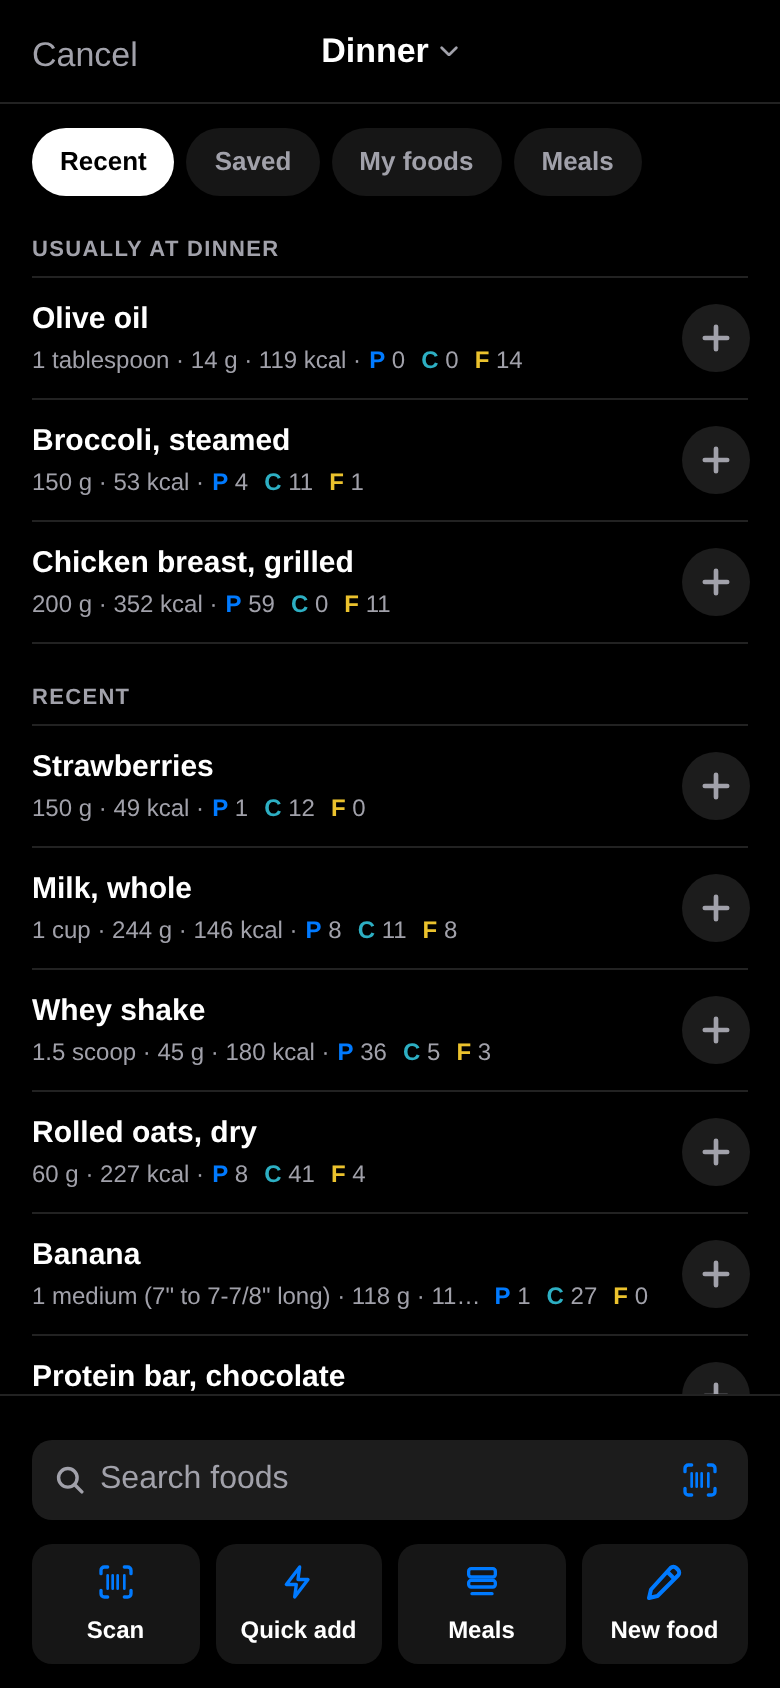 Cancel
Dinner
Recent
Saved
My foods
Meals
USUALLY AT DINNER
Olive oil
1 tablespoon · 14 g · 119 kcal · P 0 C 0 F 14
Broccoli, steamed
150 g · 53 kcal · P 4 C 11 F 1
Chicken breast, grilled
200 g · 352 kcal · P 59 C 0 F 11
RECENT
Strawberries
150 g · 49 kcal · P 1 C 12 F 0
Milk, whole
1 cup · 244 g · 146 kcal · P 8 C 11 F 8
Whey shake
1.5 scoop · 45 g · 180 kcal · P 36 C 5 F 3
Rolled oats, dry
60 g · 227 kcal · P 8 C 41 F 4
Banana
1 medium (7" to 7-7/8" long) · 118 g · 11… P 1 C 27 F 0
Protein bar, chocolate
Search foods
Scan
Quick add
Meals
New food